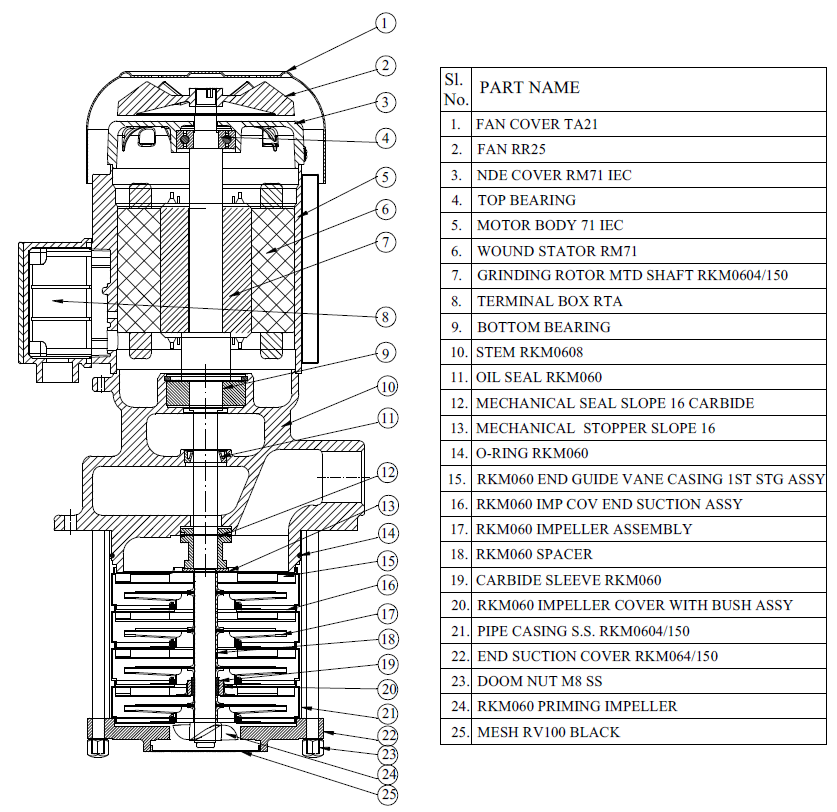 1
2
3
4
5
6
7
8
9
10
11
12
13
14
15
16
17
18
19
20
21
22
23
24
25
Sl. No. PART NAME
1. FAN COVER TA21
2. FAN RR25
3. NDE COVER RM71 IEC
4. TOP BEARING
5. MOTOR BODY 71 IEC
6. WOUND STATOR RM71
7. GRINDING ROTOR MTD SHAFT RKM0604/150
8. TERMINAL BOX RTA
9. BOTTOM BEARING
10. STEM RKM0608
11. OIL SEAL RKM060
12. MECHANICAL SEAL SLOPE 16 CARBIDE
13. MECHANICAL STOPPER SLOPE 16
14. O-RING RKM060
15. RKM060 END GUIDE VANE CASING 1ST STG ASSY
16. RKM060 IMP COV END SUCTION ASSY
17. RKM060 IMPELLER ASSEMBLY
18. RKM060 SPACER
19. CARBIDE SLEEVE RKM060
20. RKM060 IMPELLER COVER WITH BUSH ASSY
21. PIPE CASING S.S. RKM0604/150
22. END SUCTION COVER RKM064/150
23. DOOM NUT M8 SS
24. RKM060 PRIMING IMPELLER
25. MESH RV100 BLACK